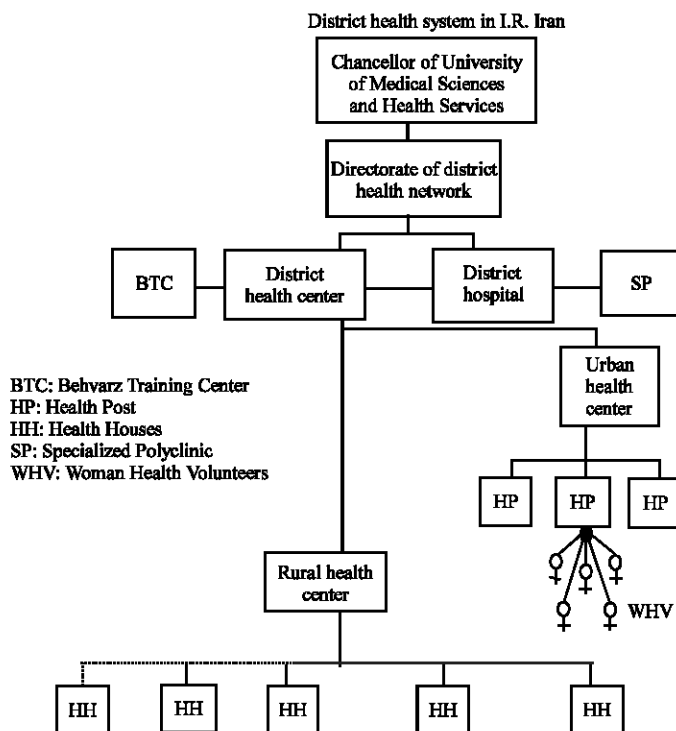 District health system in I.R. Iran
Chancellor of University
of Medical Sciences
and Health Services
Directorate of district
health network
BTC
District
health center
District
hospital
SP
Urban
health
center
BTC: Behvarz Training Center
HP: Health Post
HH: Health Houses
SP: Specialized Polyclinic
WHV: Woman Health Volunteers
HP
HP
HP
Rural health
center
WHV
HH
HH
HH
HH
HH